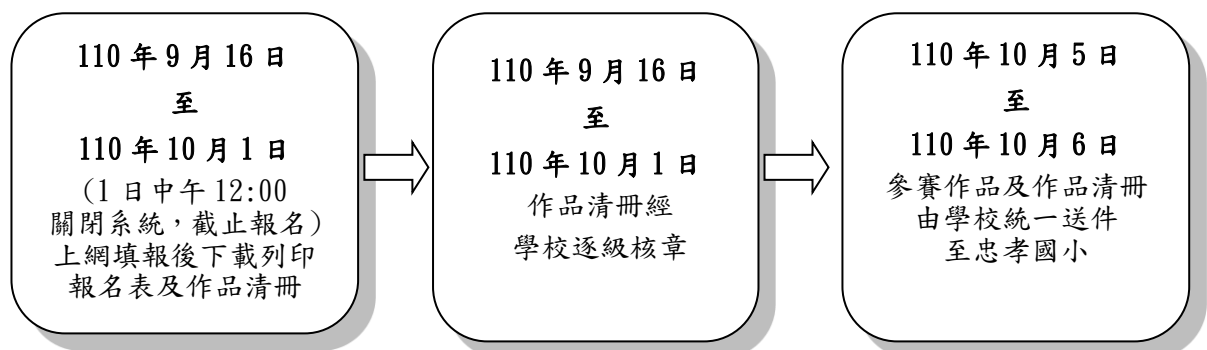 110 年 9 月 16 日
至
110 年 10 月 1 日
(1 日中午 12:00
關閉系統，截止報名)
上網填報後下載列印
報名表及作品清冊
110 年 9 月 16 日
至
110 年 10 月 1 日
作品清冊經
學校逐級核章
110 年 10 月 5 日
至
110 年 10 月 6 日
參賽作品及作品清冊
由學校統一送件
至忠孝國小